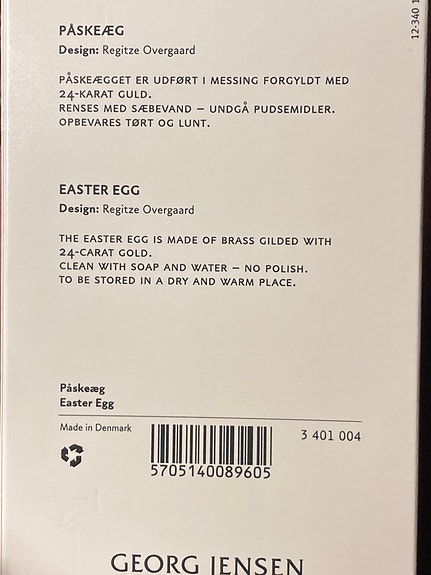 PÅSKEÆG
Design: Regitze Overgaard
PÅSKEÆGGET ER UDFØRT I MESSING FORGYLDT MED
24-KARAT GULD.
RENSES MED SÆBEVAND – UNDGÅ PUDSEMIDLER.
OPBEVARES TØRT OG LUNT.
EASTER EGG
Design: Regitze Overgaard
THE EASTER EGG IS MADE OF BRASS GILDED WITH
24-CARAT GOLD.
CLEAN WITH SOAP AND WATER – NO POLISH.
TO BE STORED IN A DRY AND WARM PLACE.
Påskeæg
Easter Egg
Made in Denmark
3 401 004
5705140089605
GEORG JENSEN
12-340 1